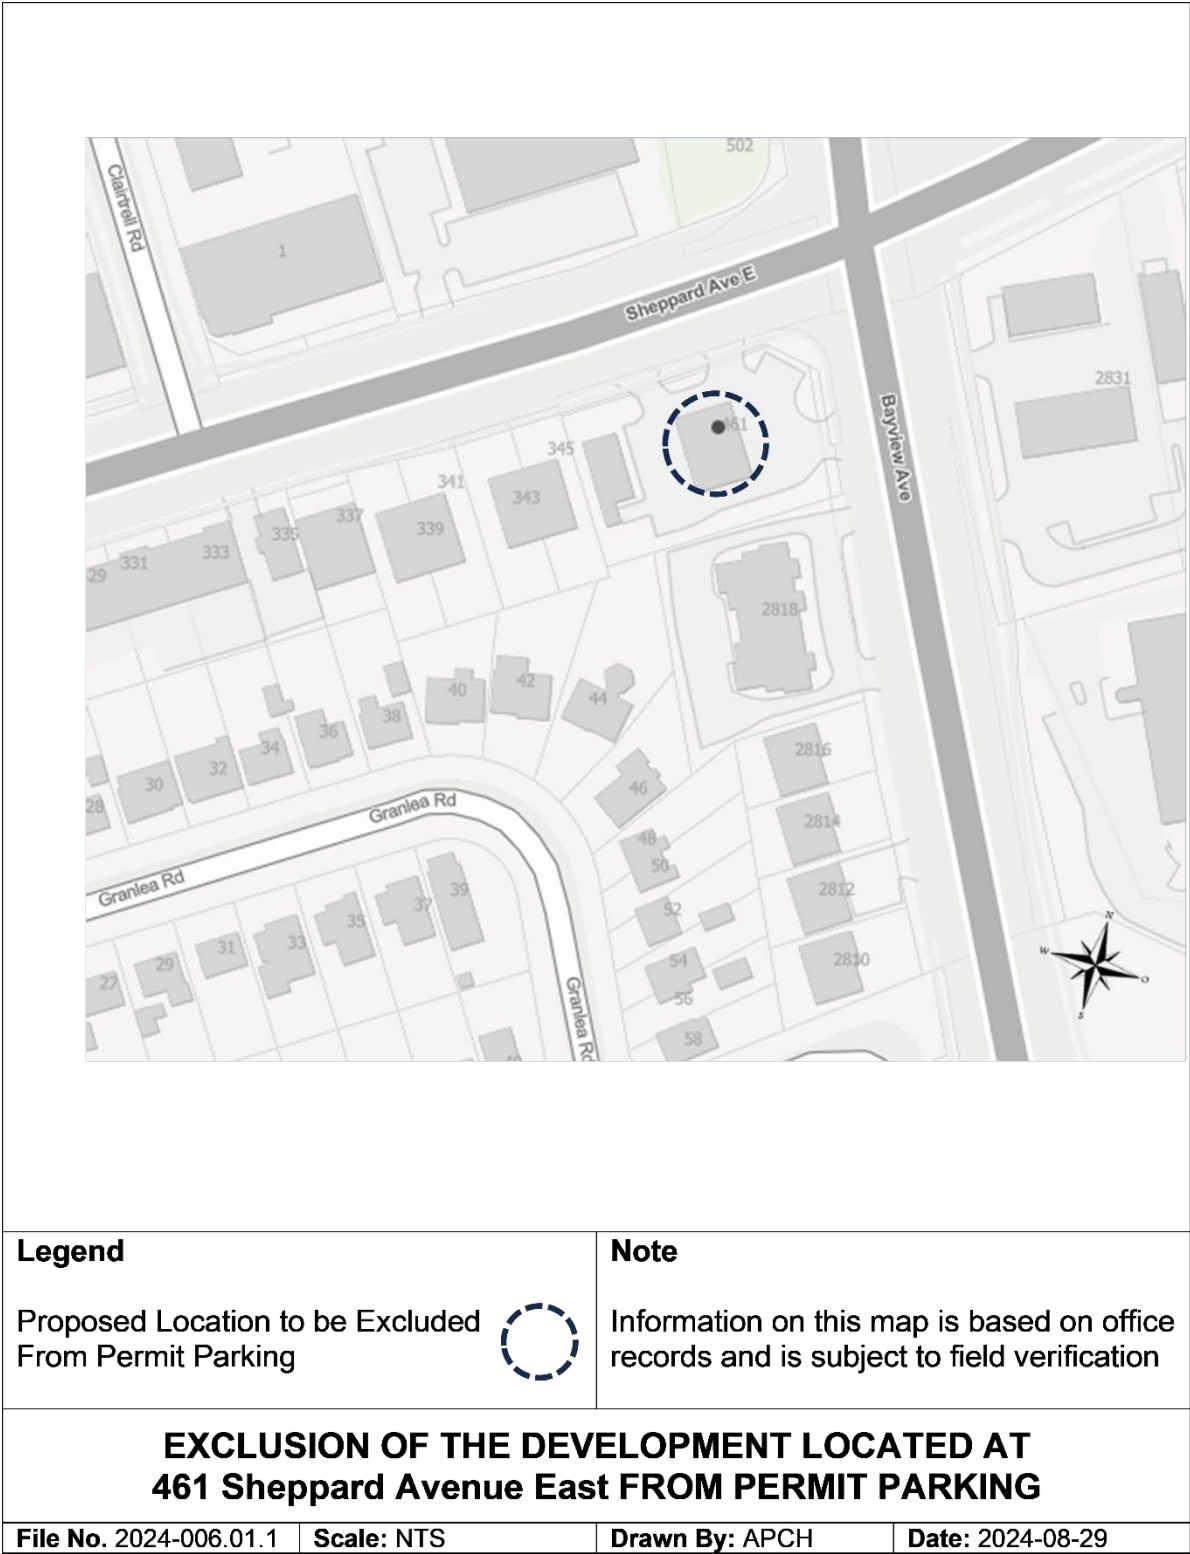 502
Clairtrell Rd
1
Sheppard Ave E
2831
Bayview Ave
461
345
341
343
337
339
335
333
331
29
2818
40
42
44
38
36
34
32
30
28
46
2816
Granlea Rd
2814
48
50
Granlea Rd
39
37
35
33
31
29
27
52
2812
54
56
2810
58
Granlea Rd
N
W
O
S
Legend
Proposed Location to be Excluded
From Permit Parking
Note
Information on this map is based on office
records and is subject to field verification
EXCLUSION OF THE DEVELOPMENT LOCATED AT
461 Sheppard Avenue East FROM PERMIT PARKING
File No. 2024-006.01.1
Scale: NTS
Drawn By: APCH
Date: 2024-08-29